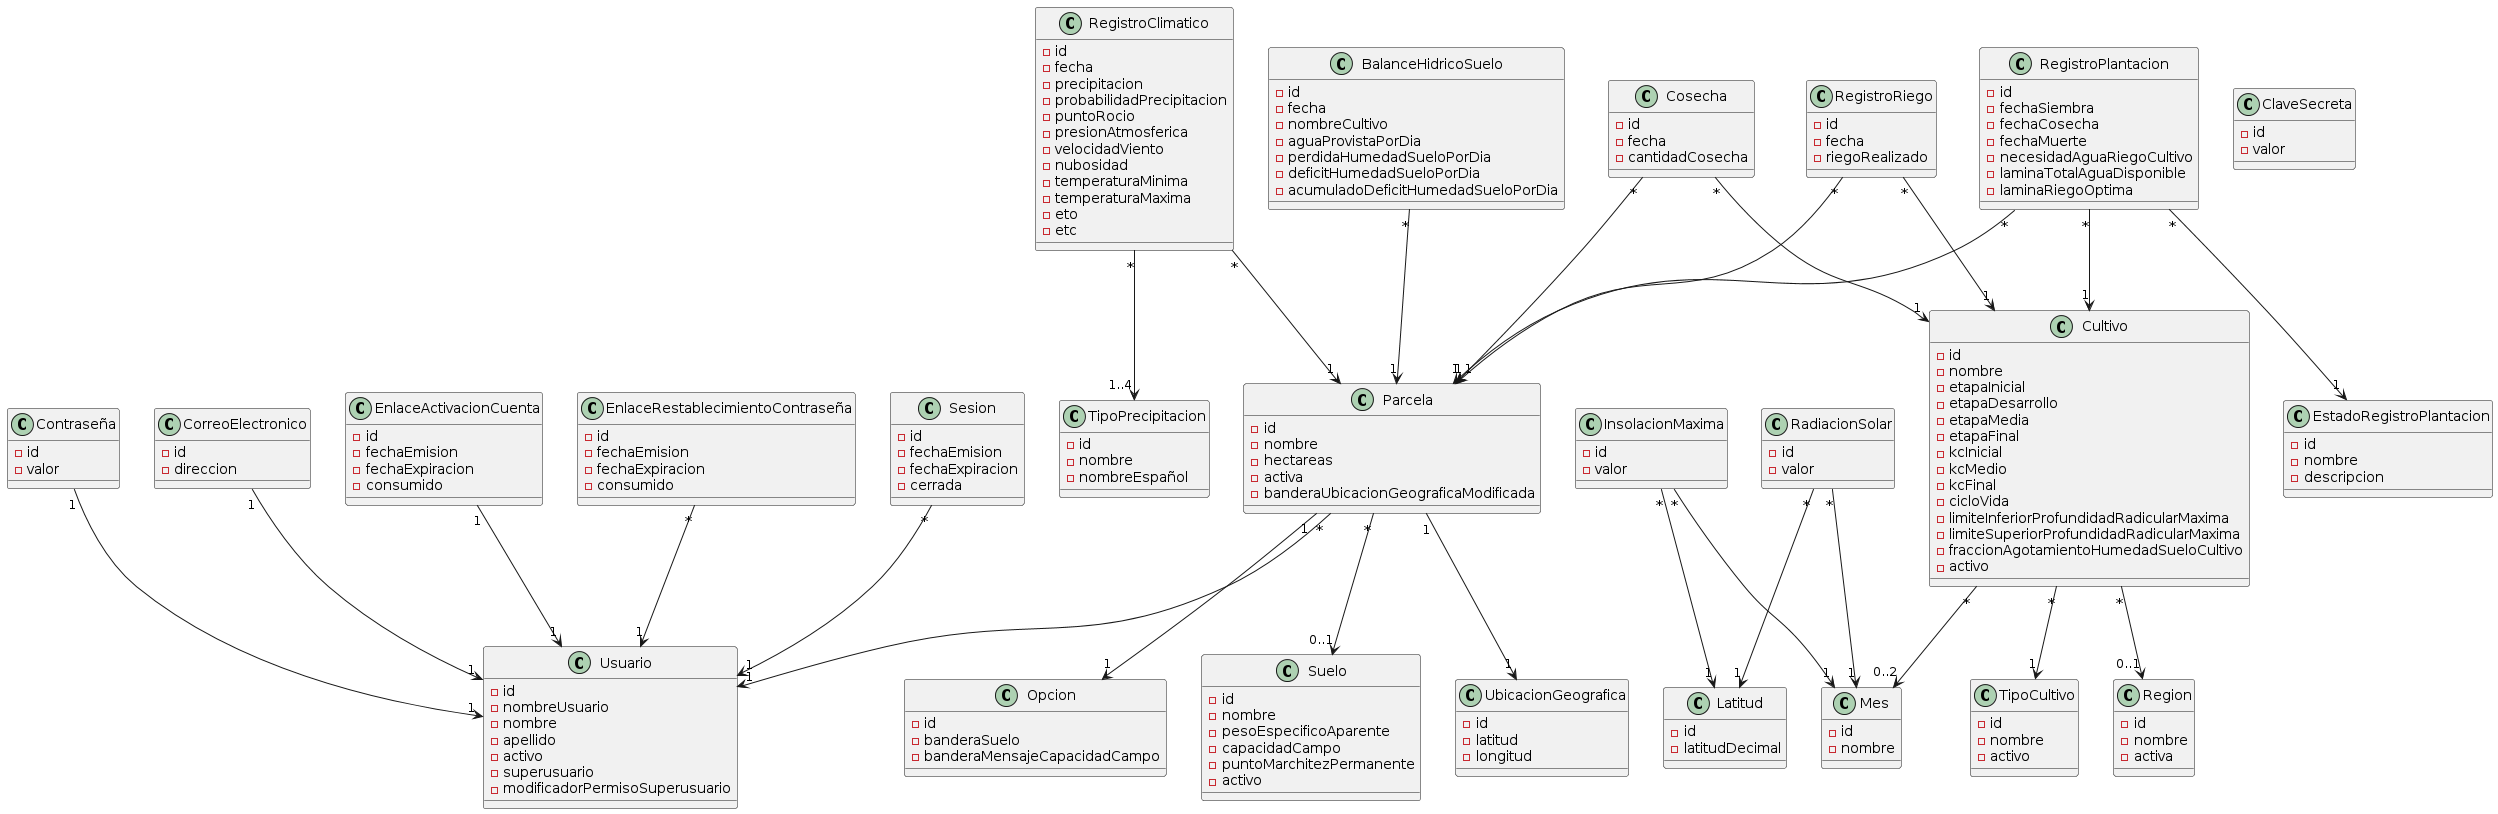 RegistroClimatico
id
fecha
precipitacion
probabilidadPrecipitacion
puntoRocio
presionAtmosferica
velocidadViento
nubosidad
temperaturaMinima
temperaturaMaxima
eto
etc
BalanceHidricoSuelo
id
fecha
nombreCultivo
aguaProvistaPorDia
perdidaHumedadSueloPorDia
deficitHumedadSueloPorDia
acumuladoDeficitHumedadSueloPorDia
Cosecha
id
fecha
cantidadCosecha
RegistroRiego
id
fecha
riegoRealizado
RegistroPlantacion
id
fechaSiembra
fechaCosecha
fechaMuerte
necesidadAguaRiegoCultivo
laminaTotalAguaDisponible
laminaRiegoOptima
ClaveSecreta
id
valor
* * * * * * * * * *
1 1 1 1 1 1 1 1 1
1..4
Contraseña
id
valor
CorreoElectronico
id
direccion
EnlaceActivacionCuenta
id
fechaEmision
fechaExpiracion
consumido
EnlaceRestablecimientoContraseña
id
fechaEmision
fechaExpiracion
consumido
Sesion
id
fechaEmision
fechaExpiracion
cerrada
TipoPrecipitacion
id
nombre
nombreEspañol
Parcela
id
nombre
hectareas
activa
banderaUbicacionGeograficaModificada
InsolacionMaxima
id
valor
RadiacionSolar
id
valor
Cultivo
id
nombre
etapaInicial
etapaDesarrollo
etapaMedia
etapaFinal
kcInicial
kcMedio
kcFinal
cicloVida
limiteInferiorProfundidadRadicularMaxima
limiteSuperiorProfundidadRadicularMaxima
fraccionAgotamientoHumedadSueloCultivo
activo
EstadoRegistroPlantacion
id
nombre
descripcion
1 1 1 * * 1 * * 1 * * * * * * *
1 1 1 1 1 1 1 0..1 1 1 1 1 1 0..2 1 0..1
Usuario
id
nombreUsuario
nombre
apellido
activo
superusuario
modificadorPermisoSuperusuario
Opcion
id
banderaSuelo
banderaMensajeCapacidadCampo
Suelo
id
nombre
pesoEspecificoAparente
capacidadCampo
puntoMarchitezPermanente
activo
UbicacionGeografica
id
latitud
longitud
Latitud
id
latitudDecimal
Mes
id
nombre
TipoCultivo
id
nombre
activo
Region
id
nombre
activa